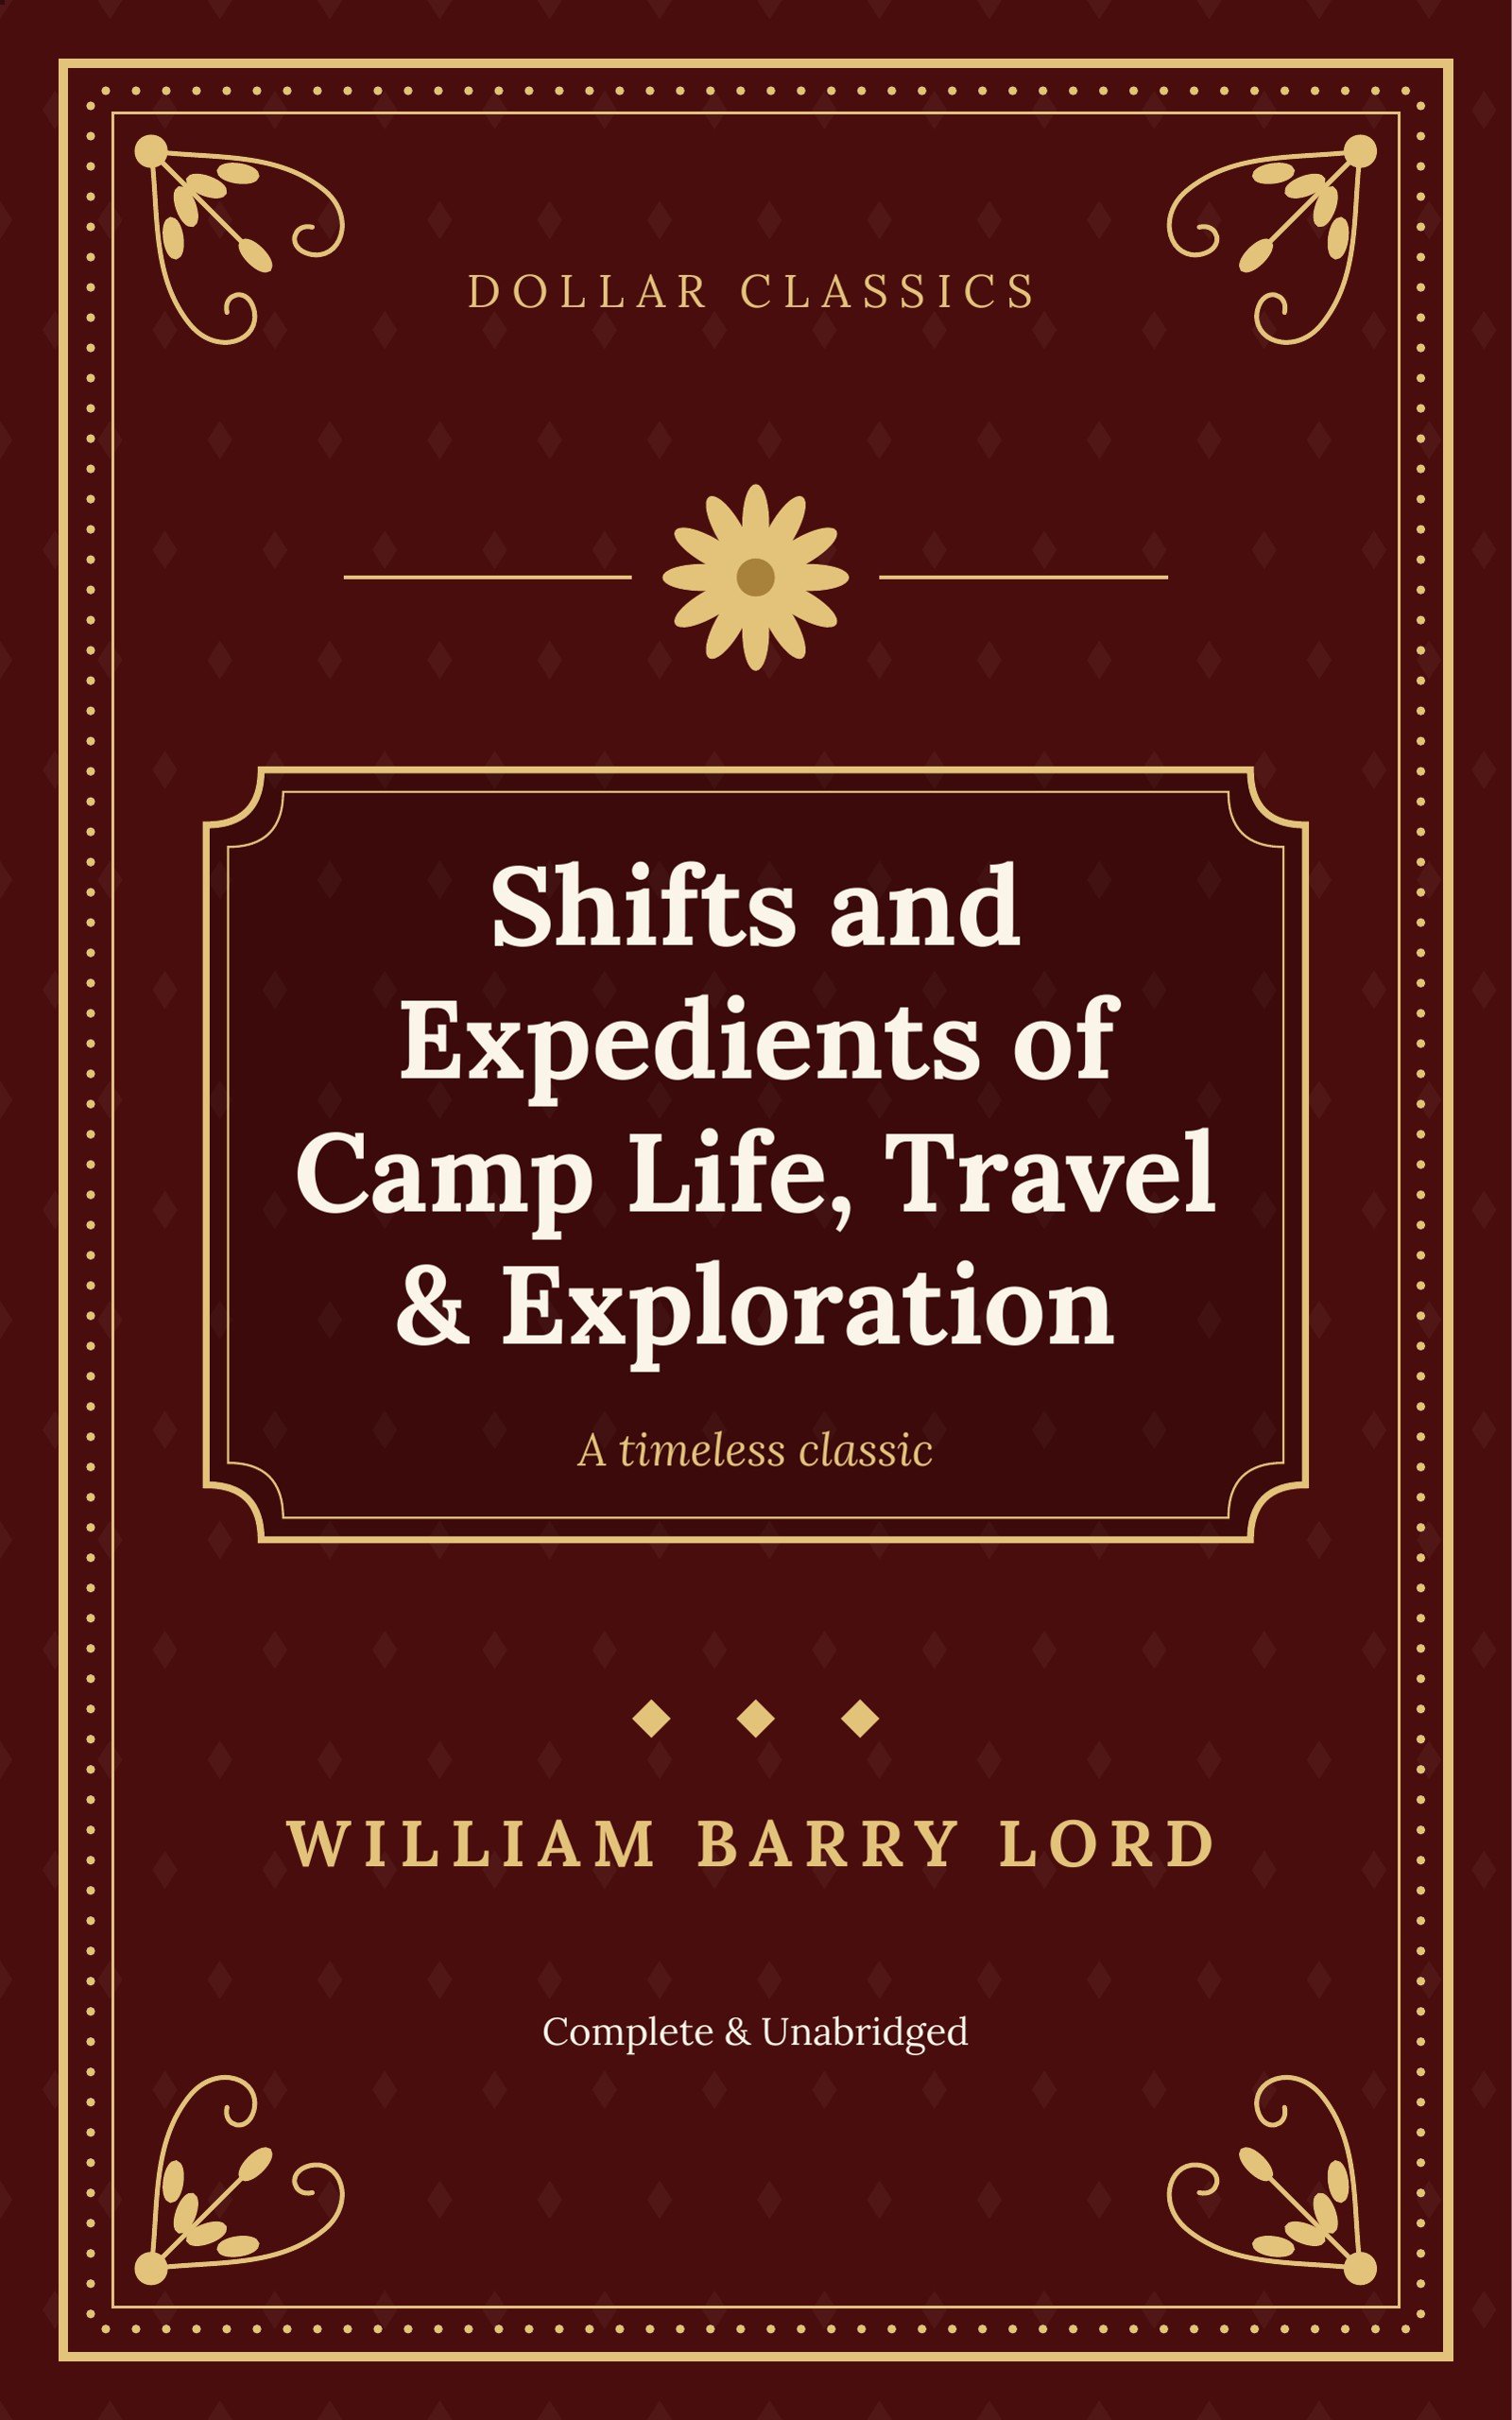 DOLLAR CLASSICS
Shifts and
Expedients of
Camp Life, Travel
& Exploration
A timeless classic
WILLIAM BARRY LORD
Complete & Unabridged